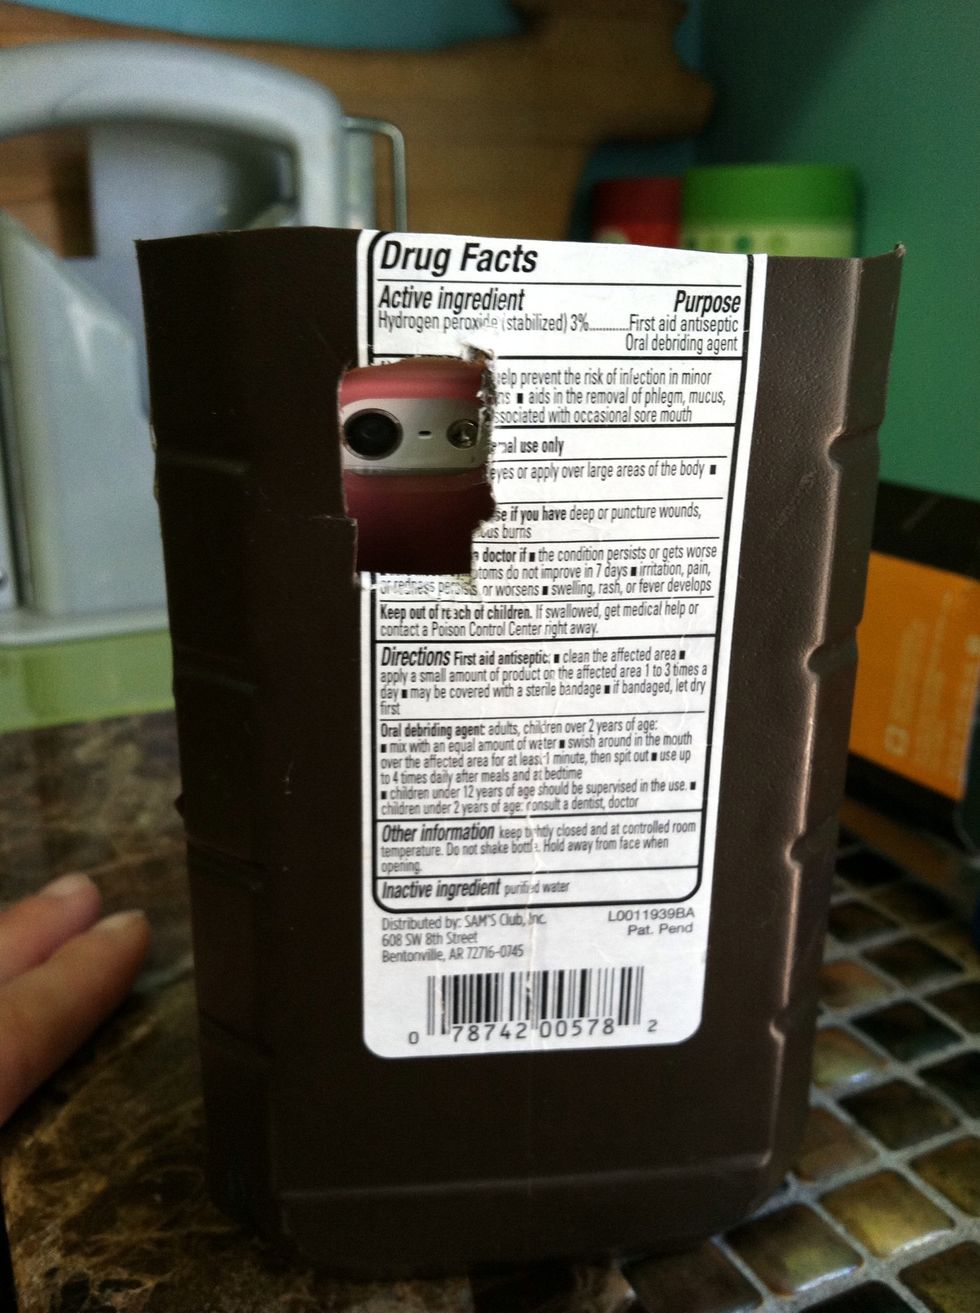 Drug Facts
Active ingredient Purpose
Hydrogen peroxide (stabilized) 3%............First aid antiseptic
Oral debriding agent
help prevent the risk of infection in minor
■ aids in the removal of phlegm, mucus,
associated with occasional sore mouth
use only
eyes or apply over large areas of the body ■
if you have deep or puncture wounds,
burns
doctor if ■ the condition persists or gets worse
do not improve in 7 days ■ irritation, pain,
or redness persists or worsens ■ swelling, rash, or fever develops
Keep out of reach of children. If swallowed, get medical help or
contact a Poison Control Center right away.
Directions First aid antiseptic: ■ clean the affected area ■
apply a small amount of product on the affected area 1 to 3 times a
day ■ may be covered with a sterile bandage ■ if bandaged, let dry
first
Oral debriding agent: adults, children over 2 years of age:
■ mix with an equal amount of water ■ swish around in the mouth
over the affected area for at least 1 minute, then spit out ■ use up
to 4 times daily after meals and at bedtime
■ children under 12 years of age should be supervised in the use. ■
children under 2 years of age: consult a dentist, doctor
Other information keep tightly closed and at controlled room
temperature. Do not shake bottle. Hold away from face when
opening.
Inactive ingredient purified water
Distributed by: SAM'S Club, Inc. L0011939BA
608 SW 8th Street Pat. Pend
Bentonville, AR 72716-0745
0 78742 00578 2